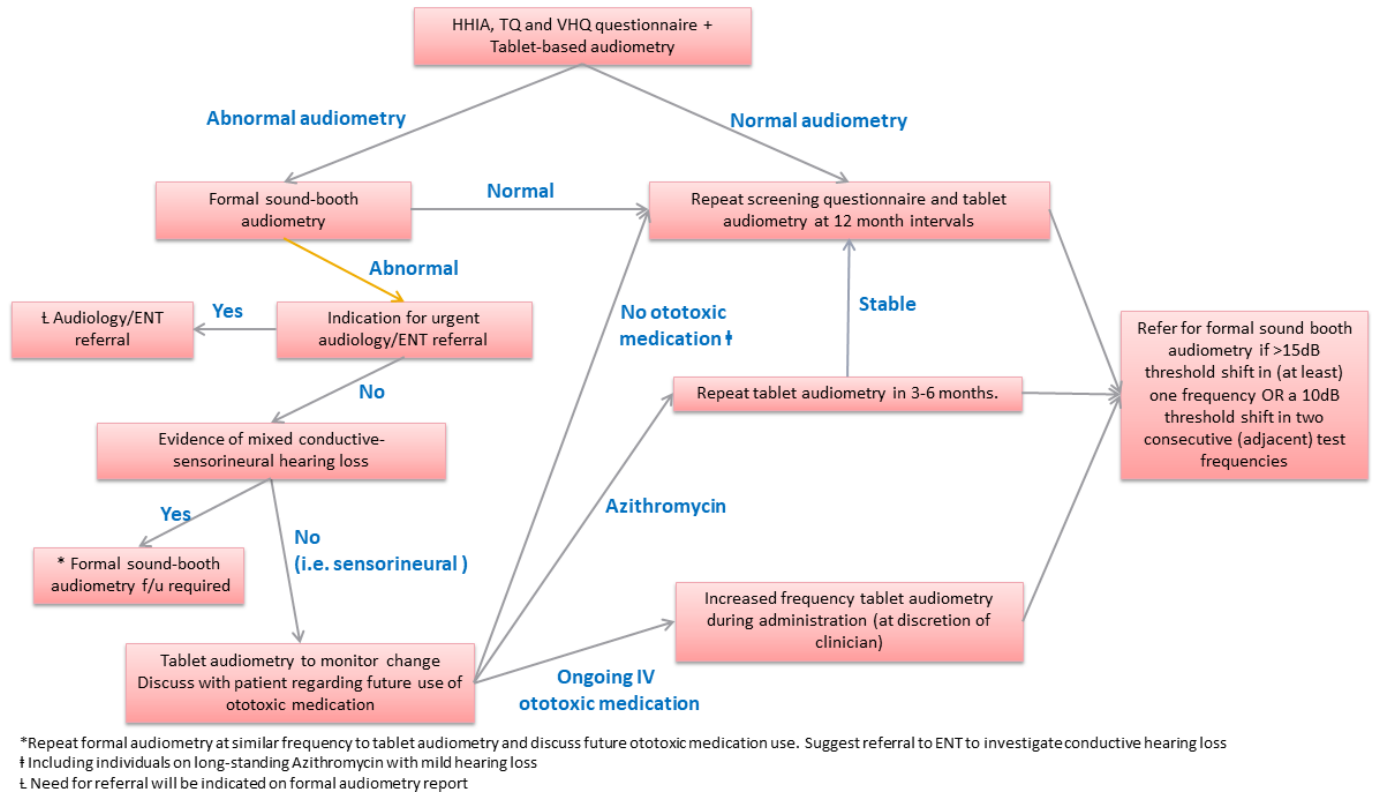 HHIA, TQ and VHQ questionnaire +
Tablet-based audiometry
Abnormal audiometry
Normal audiometry
Formal sound-booth
audiometry
Normal
Repeat screening questionnaire and tablet
audiometry at 12 month intervals
Abnormal
Ł Audiology/ENT
referral
Yes
Indication for urgent
audiology/ENT referral
No ototoxic
medication ǂ
Stable
Refer for formal sound booth
audiometry if >15dB
threshold shift in (at least)
one frequency OR a 10dB
threshold shift in two
consecutive (adjacent) test
frequencies
No
Repeat tablet audiometry in 3-6 months.
Evidence of mixed conductive-
sensorineural hearing loss
Azithromycin
Yes
No
(i.e. sensorineural )
* Formal sound-booth
audiometry f/u required
Increased frequency tablet audiometry
during administration (at discretion of
clinician)
Tablet audiometry to monitor change
Discuss with patient regarding future use of
ototoxic medication
Ongoing IV
ototoxic medication
*Repeat formal audiometry at similar frequency to tablet audiometry and discuss future ototoxic medication use. Suggest referral to ENT to investigate conductive hearing loss
ǂ Including individuals on long-standing Azithromycin with mild hearing loss
Ł Need for referral will be indicated on formal audiometry report